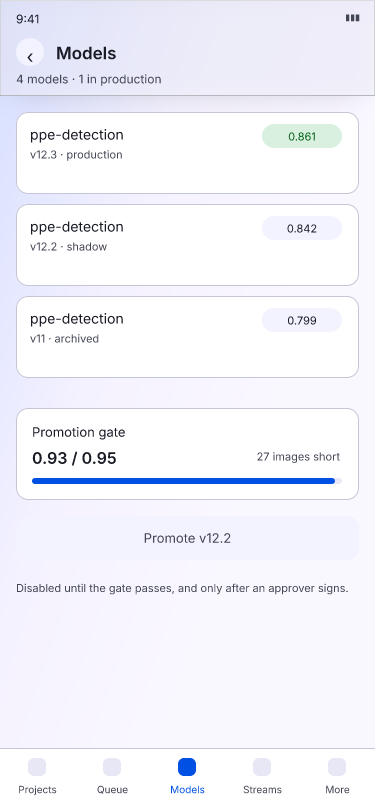 9:41
‹ Models
4 models · 1 in production
ppe-detection
0.861
v12.3 · production
ppe-detection
0.842
v12.2 · shadow
ppe-detection
0.799
v11 · archived
Promotion gate
0.93 / 0.95
27 images short
Promote v12.2
Disabled until the gate passes, and only after an approver signs.
Projects Queue Models Streams More